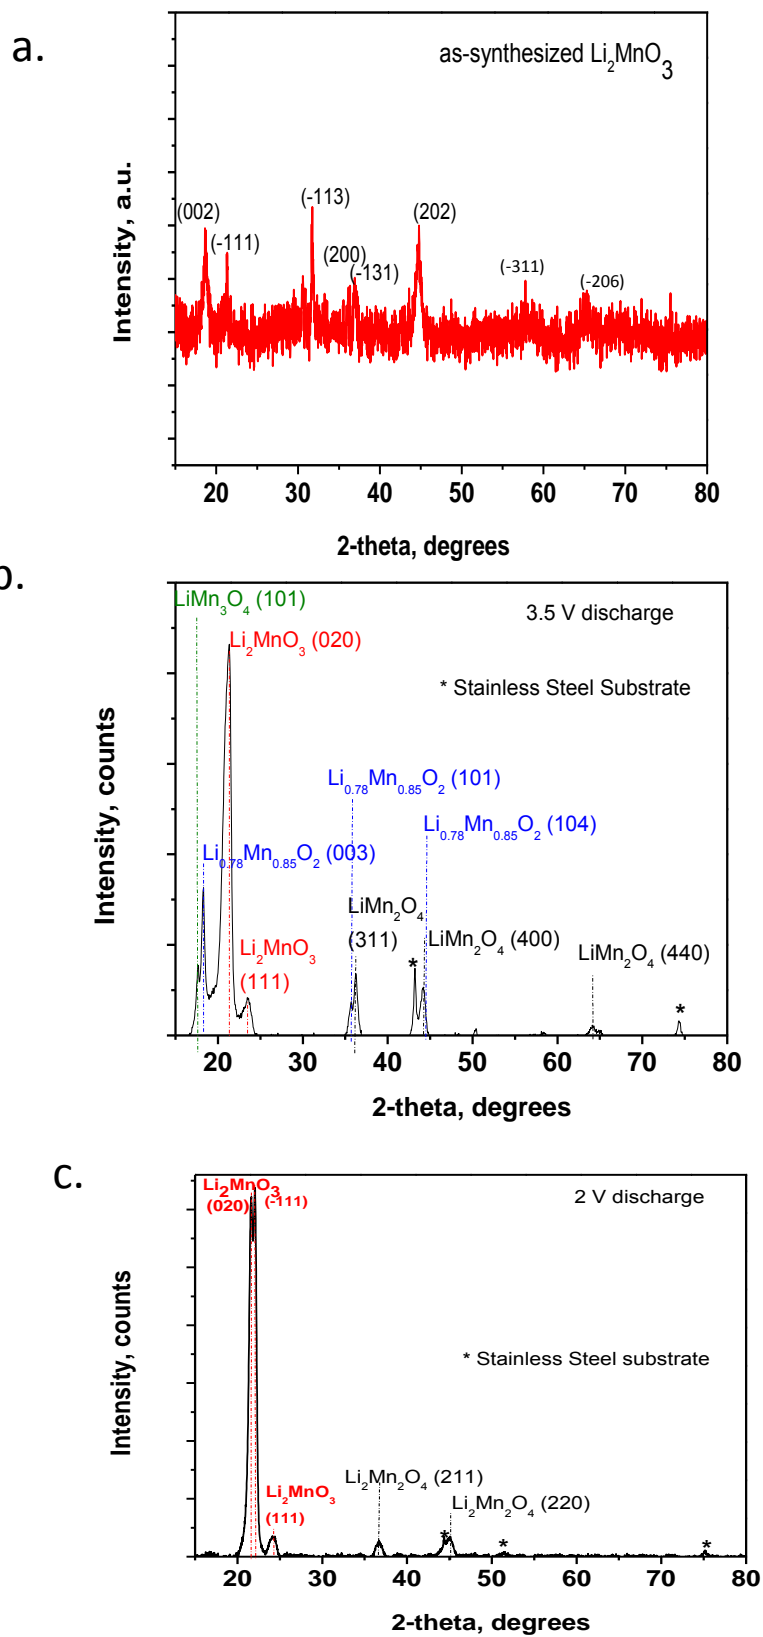 a.
as-synthesized Li₂MnO₃
(-113)
(002)
(202)
(-111)
(200)
(-131)
(-311)
(-206)
Intensity, a.u.
20 30 40 50 60 70 80
2-theta, degrees
b.
LiMn₃O₄ (101)
3.5 V discharge
Li₂MnO₃ (020)
* Stainless Steel Substrate
Li₀.₇₈Mn₀.₈₅O₂ (101)
Li₀.₇₈Mn₀.₈₅O₂ (104)
Li₀.₇₈Mn₀.₈₅O₂ (003)
LiMn₂O₄
(311)
LiMn₂O₄ (400)
Li₂MnO₃
(111)
LiMn₂O₄ (440)
*
*
Intensity, counts
20 30 40 50 60 70 80
2-theta, degrees
c.
Li₂MnO₃
(020) (-111)
2 V discharge
* Stainless Steel substrate
Li₂Mn₂O₄ (211)
Li₂MnO₃
(111)
Li₂Mn₂O₄ (220)
*
*
*
Intensity, counts
20 30 40 50 60 70 80
2-theta, degrees